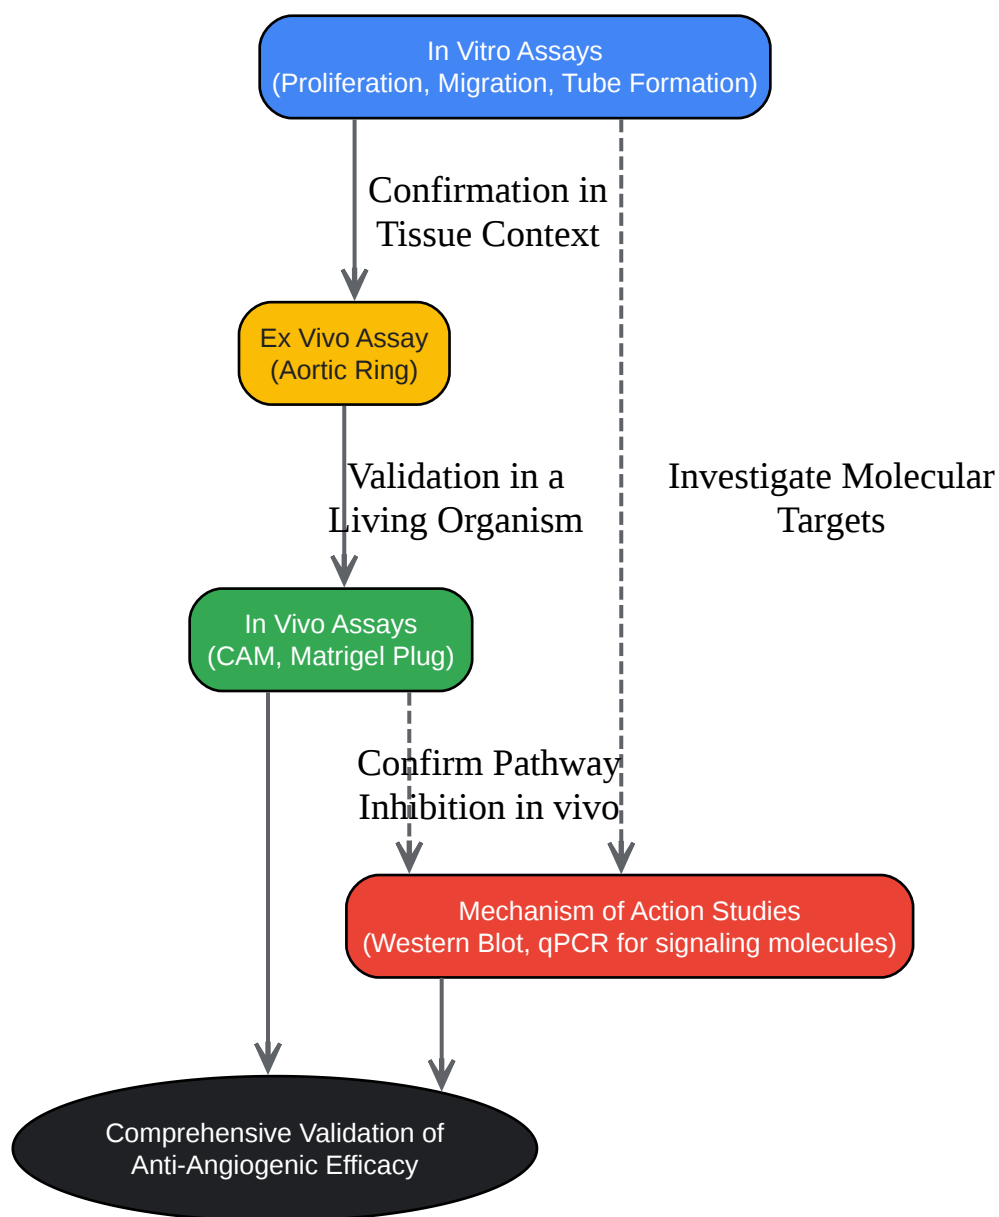 In Vitro Assays
(Proliferation, Migration, Tube Formation)
Confirmation in
Tissue Context
Ex Vivo Assay
(Aortic Ring)
Validation in a
Living Organism
Investigate Molecular
Targets
In Vivo Assays
(CAM, Matrigel Plug)
Confirm Pathway
Inhibition in vivo
Mechanism of Action Studies
(Western Blot, qPCR for signaling molecules)
Comprehensive Validation of
Anti-Angiogenic Efficacy